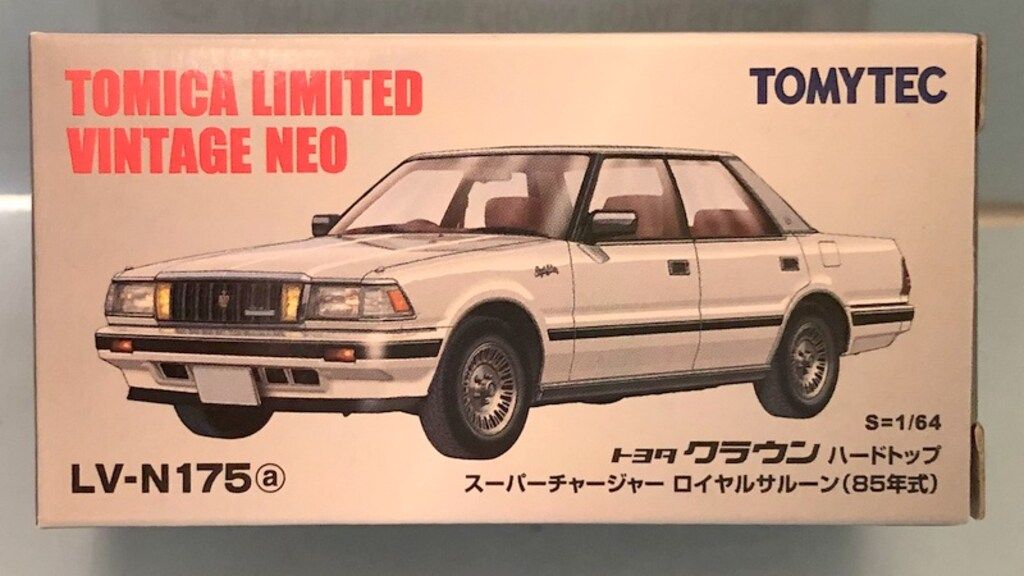 TOMICA LIMITED
VINTAGE NEO
TOMYTEC
S=1/64
LV-N175ⓐ
トヨタ クラウン ハードトップ
スーパーチャージャー ロイヤルサルーン(85年式)